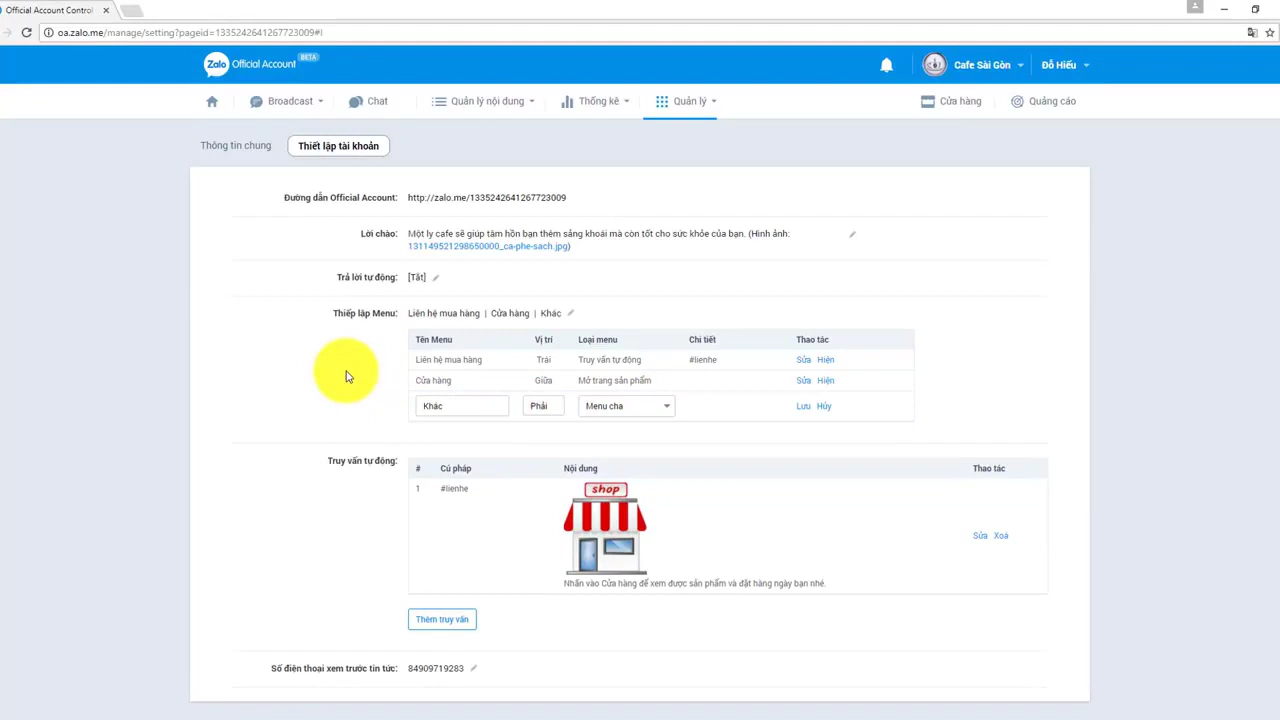 Official Account Control
oa.zalo.me/manage/setting?pageid=1335242641267723009#l
Zalo Official Account BETA
Cafe Sài Gòn Đỗ Hiếu
Broadcast Chat Quản lý nội dung Thống kê Quản lý Cửa hàng Quảng cáo
Thông tin chung Thiết lập tài khoản
Đường dẫn Official Account: http://zalo.me/1335242641267723009
Lời chào: Một ly cafe sẽ giúp tâm hồn bạn thêm sảng khoái mà còn tốt cho sức khỏe của bạn. (Hình ảnh:
131149521298650000_ca-phe-sach.jpg)
Trả lời tự động: [Tắt]
Thiếp lập Menu: Liên hệ mua hàng | Cửa hàng | Khác
Tên Menu Vị trí Loại menu Chi tiết Thao tác
Liên hệ mua hàng Trái Truy vấn tự động #lienhe Sửa Hiện
Cửa hàng Giữa Mở trang sản phẩm Sửa Hiện
Khác Phải Menu cha Lưu Hủy
Truy vấn tự động: # Cú pháp Nội dung Thao tác
1 #lienhe
shop
Sửa Xoá
Nhấn vào Cửa hàng để xem được sản phẩm và đặt hàng ngày bạn nhé.
Thêm truy vấn
Số điện thoại xem trước tin tức: 84909719283